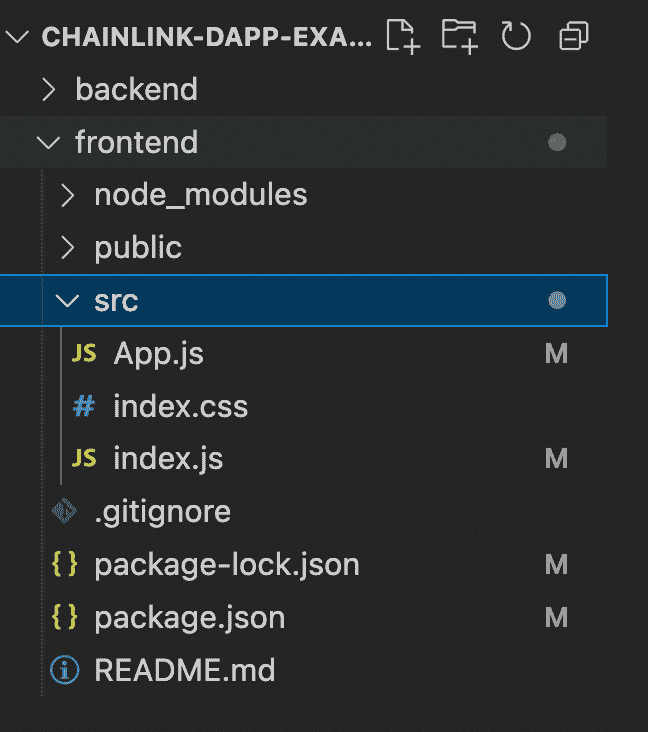 CHAINLINK-DAPP-EXA...
backend
frontend
node_modules
public
src
JS App.js M
# index.css
JS index.js M
.gitignore
{} package-lock.json M
{} package.json M
README.md